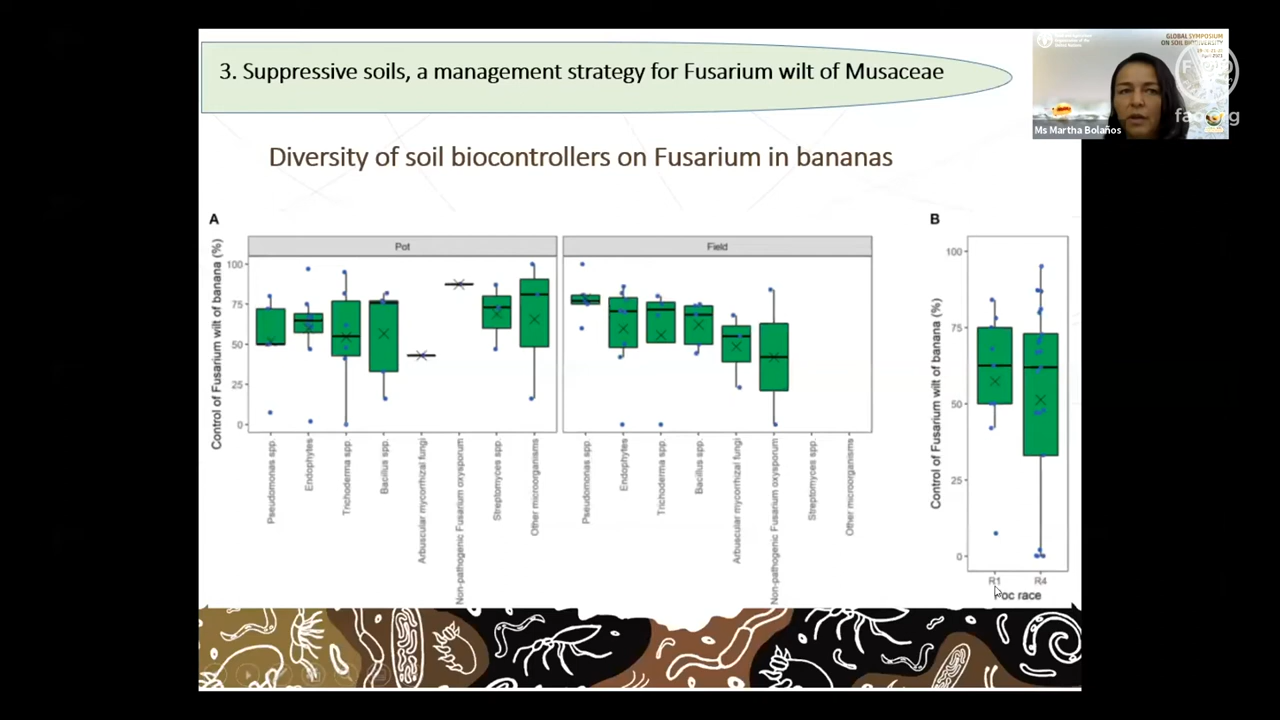 3. Suppressive soils, a management strategy for Fusarium wilt of Musaceae
GLOBAL SYMPOSIUM
ON SOIL BIODIVERSITY
FAO
fao.org
Ms Martha Bolaños
Diversity of soil biocontrollers on Fusarium in bananas
A
Control of Fusarium wilt of banana (%)
100
75
50
25
0
Pot
Pseudomonas spp.
Endophytes
Trichoderma spp.
Bacillus spp.
Arbuscular mycorrhizal fungi
Non-pathogenic Fusarium oxysporum
Streptomyces spp.
Other microorganisms
Field
Pseudomonas spp.
Endophytes
Trichoderma spp.
Bacillus spp.
Arbuscular mycorrhizal fungi
Non-pathogenic Fusarium oxysporum
Streptomyces spp.
Other microorganisms
B
Control of Fusarium wilt of banana (%)
100
75
50
25
0
R1
R4
Foc race